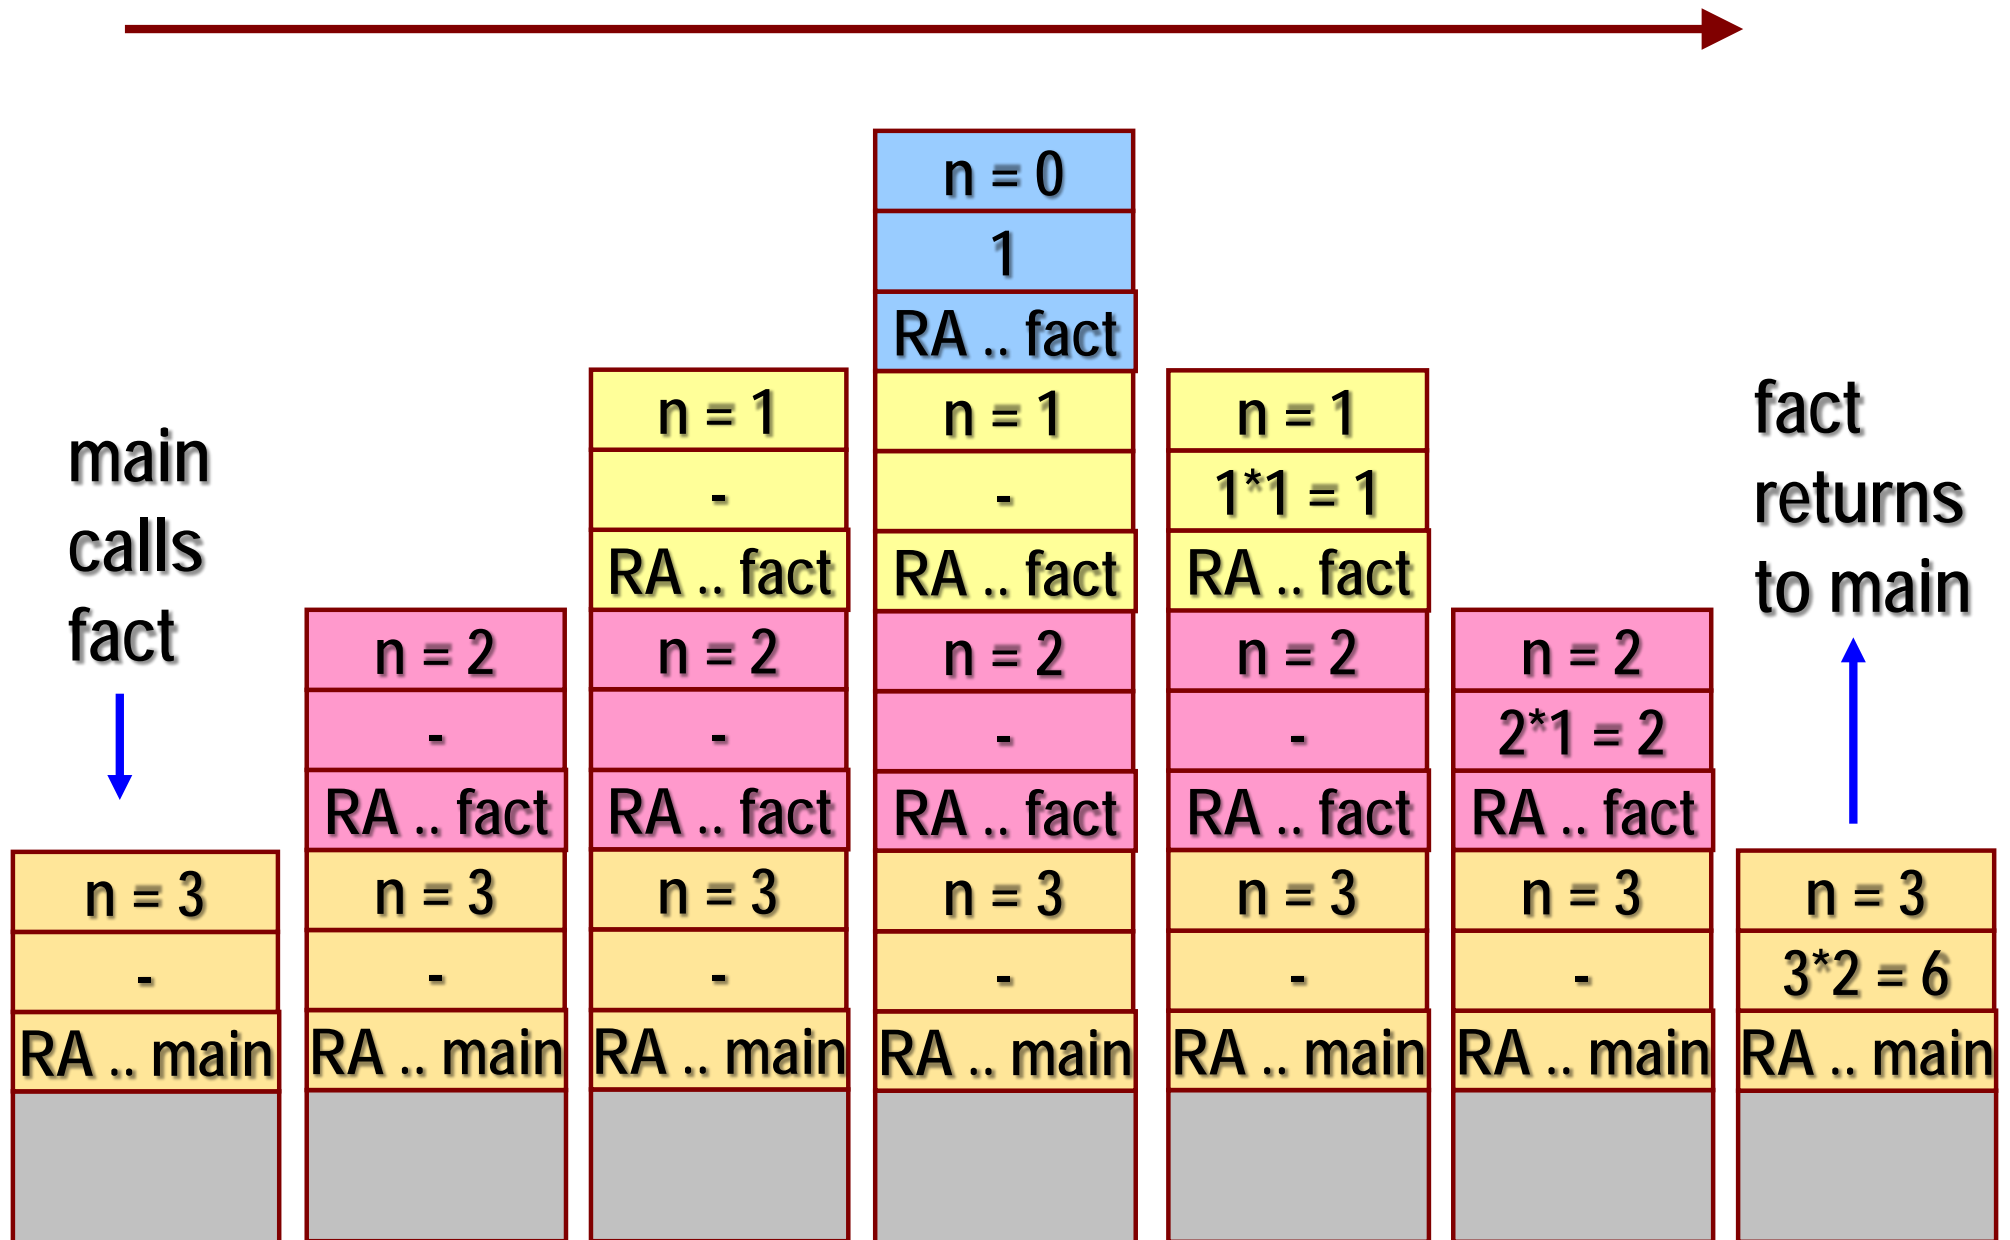 main
calls
fact
n = 3
-
RA .. main
n = 2
-
RA .. fact
n = 3
-
RA .. main
n = 1
-
RA .. fact
n = 2
-
RA .. fact
n = 3
-
RA .. main
n = 0
1
RA .. fact
n = 1
-
RA .. fact
n = 2
-
RA .. fact
n = 3
-
RA .. main
n = 1
1*1 = 1
RA .. fact
n = 2
-
RA .. fact
n = 3
-
RA .. main
n = 2
2*1 = 2
RA .. fact
n = 3
-
RA .. main
fact
returns
to main
n = 3
3*2 = 6
RA .. main